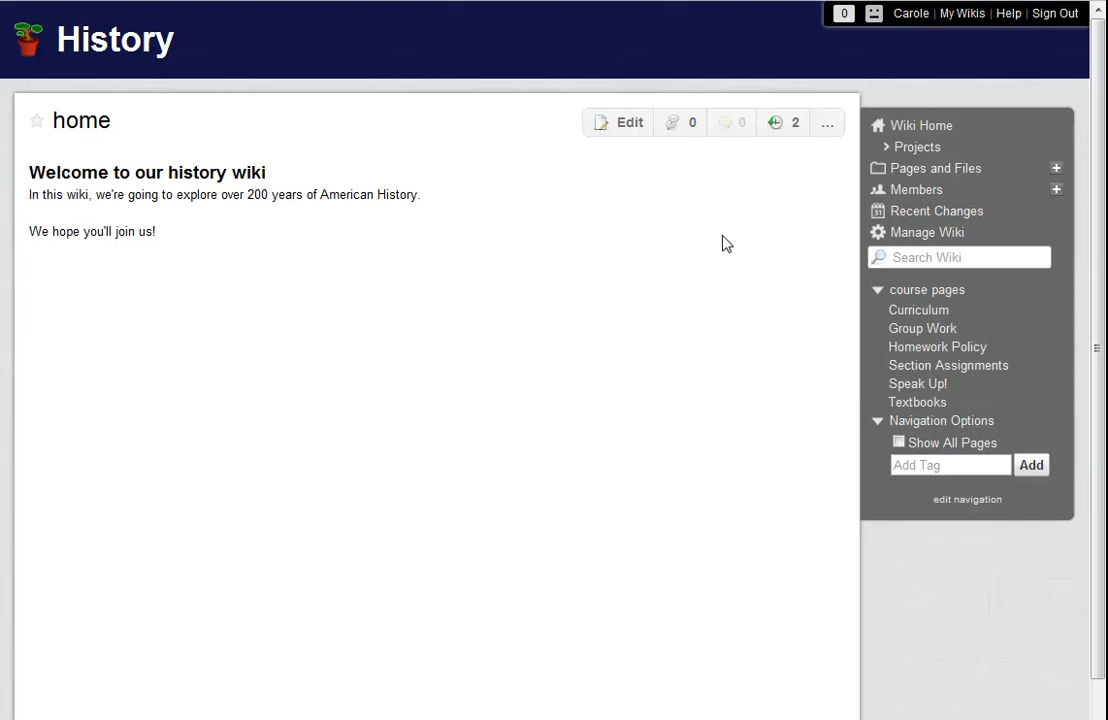 0 Carole | My Wikis | Help | Sign Out
History
home
Edit 0 0 2 ...
Welcome to our history wiki
In this wiki, we're going to explore over 200 years of American History.
We hope you'll join us!
Wiki Home
Projects
Pages and Files +
Members +
31 Recent Changes
Manage Wiki
Search Wiki
course pages
Curriculum
Group Work
Homework Policy
Section Assignments
Speak Up!
Textbooks
Navigation Options
Show All Pages
Add Tag Add
edit navigation